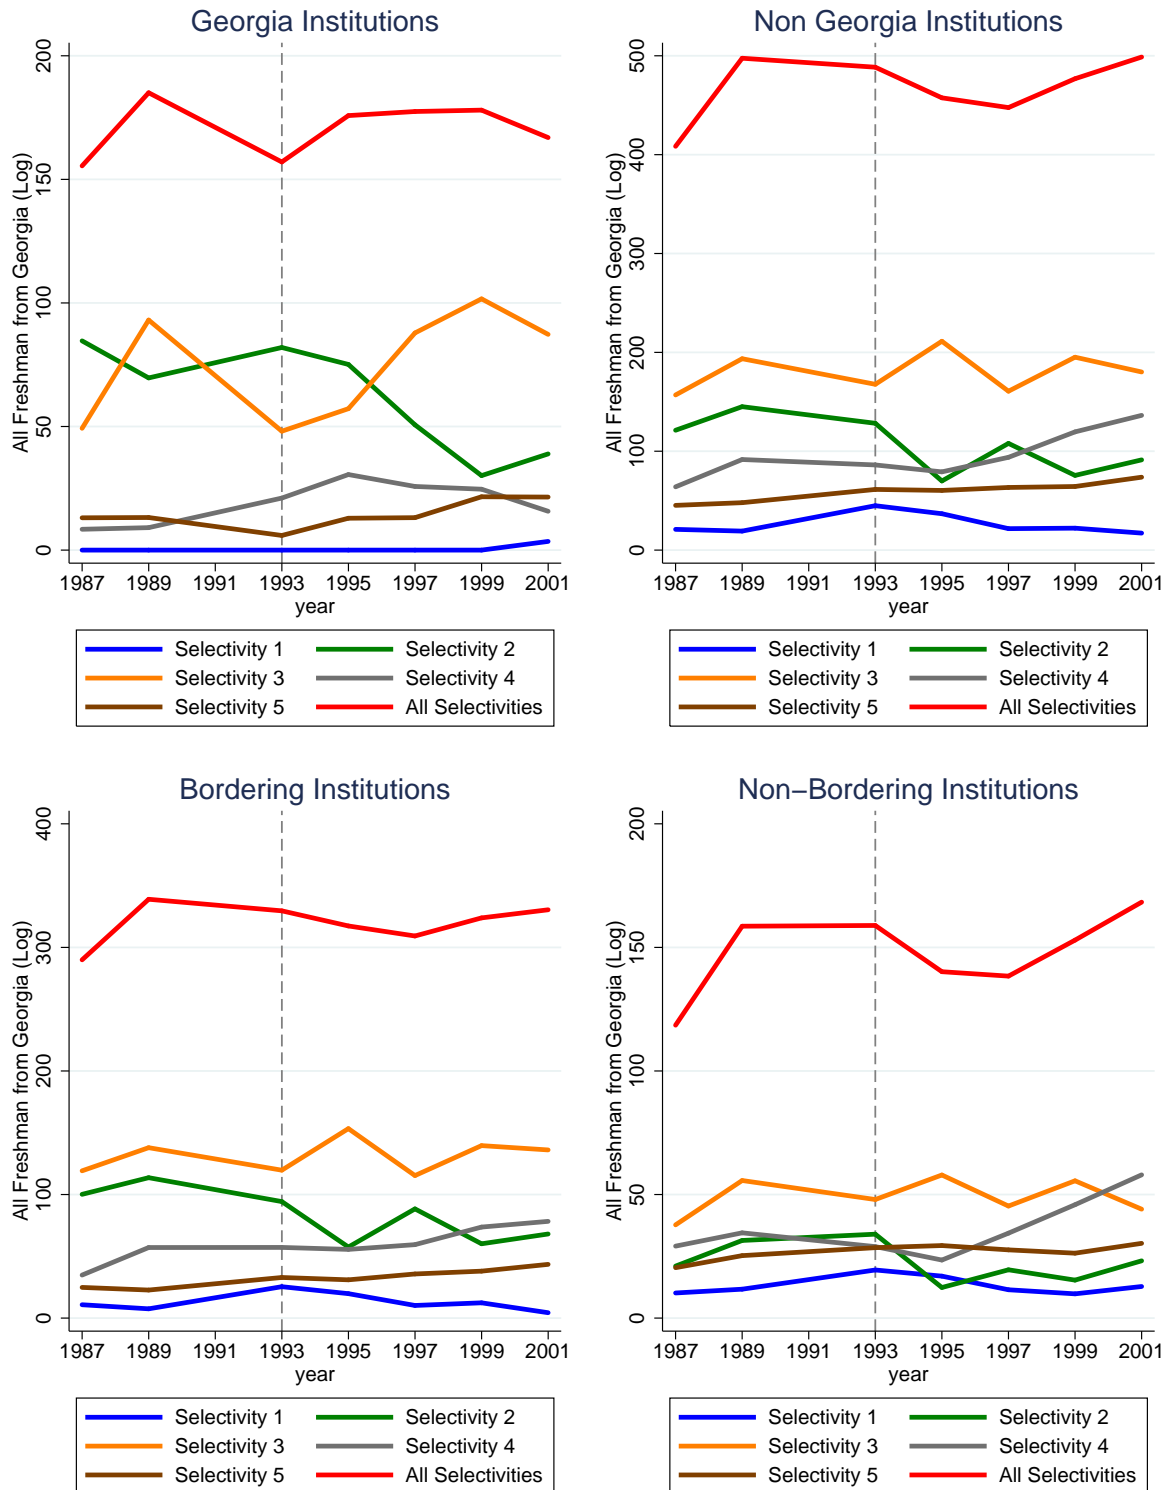 Georgia Institutions
All Freshman from Georgia (Log)
200
150
100
50
0
1987 1989 1991 1993 1995 1997 1999 2001
year
Selectivity 1 Selectivity 2
Selectivity 3 Selectivity 4
Selectivity 5 All Selectivities
Non Georgia Institutions
All Freshman from Georgia (Log)
500
400
300
200
100
0
1987 1989 1991 1993 1995 1997 1999 2001
year
Selectivity 1 Selectivity 2
Selectivity 3 Selectivity 4
Selectivity 5 All Selectivities
Bordering Institutions
All Freshman from Georgia (Log)
400
300
200
100
0
1987 1989 1991 1993 1995 1997 1999 2001
year
Selectivity 1 Selectivity 2
Selectivity 3 Selectivity 4
Selectivity 5 All Selectivities
Non−Bordering Institutions
All Freshman from Georgia (Log)
200
150
100
50
0
1987 1989 1991 1993 1995 1997 1999 2001
year
Selectivity 1 Selectivity 2
Selectivity 3 Selectivity 4
Selectivity 5 All Selectivities